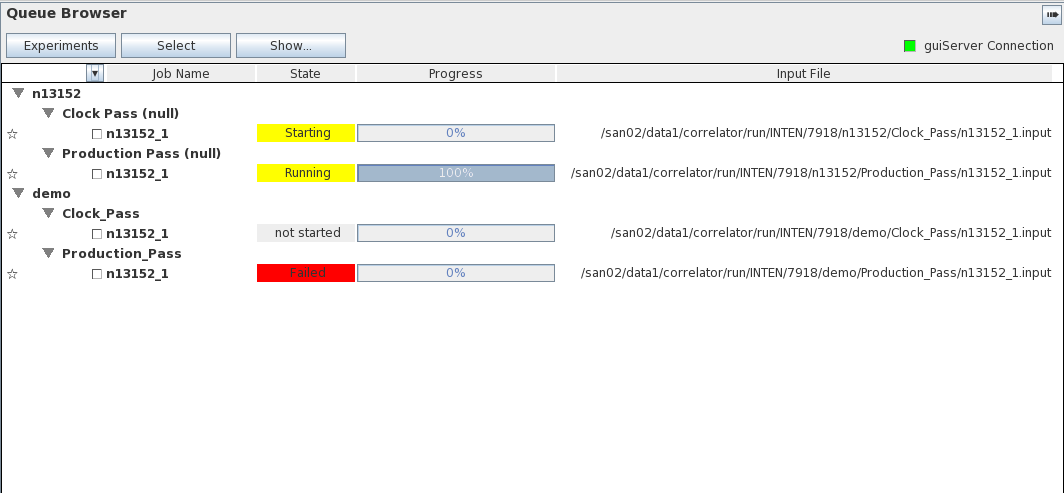 Queue Browser
Experiments Select Show... guiServer Connection
Job Name State Progress Input File
n13152
Clock Pass (null)
n13152_1 Starting 0% /san02/data1/correlator/run/INTEN/7918/n13152/Clock_Pass/n13152_1.input
Production Pass (null)
n13152_1 Running 100% /san02/data1/correlator/run/INTEN/7918/n13152/Production_Pass/n13152_1.input
demo
Clock_Pass
n13152_1 not started 0% /san02/data1/correlator/run/INTEN/7918/demo/Clock_Pass/n13152_1.input
Production_Pass
n13152_1 Failed 0% /san02/data1/correlator/run/INTEN/7918/demo/Production_Pass/n13152_1.input